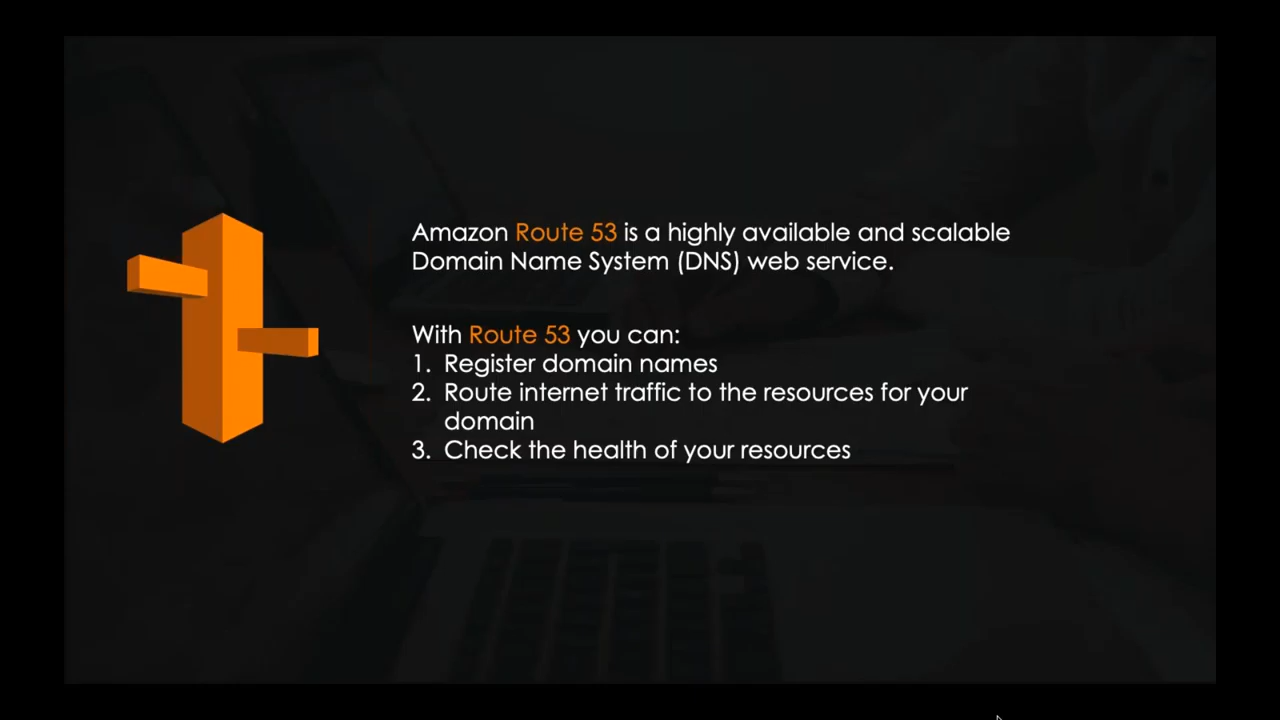 Amazon Route 53 is a highly available and scalable
Domain Name System (DNS) web service.
With Route 53 you can:
1. Register domain names
2. Route internet traffic to the resources for your
domain
3. Check the health of your resources